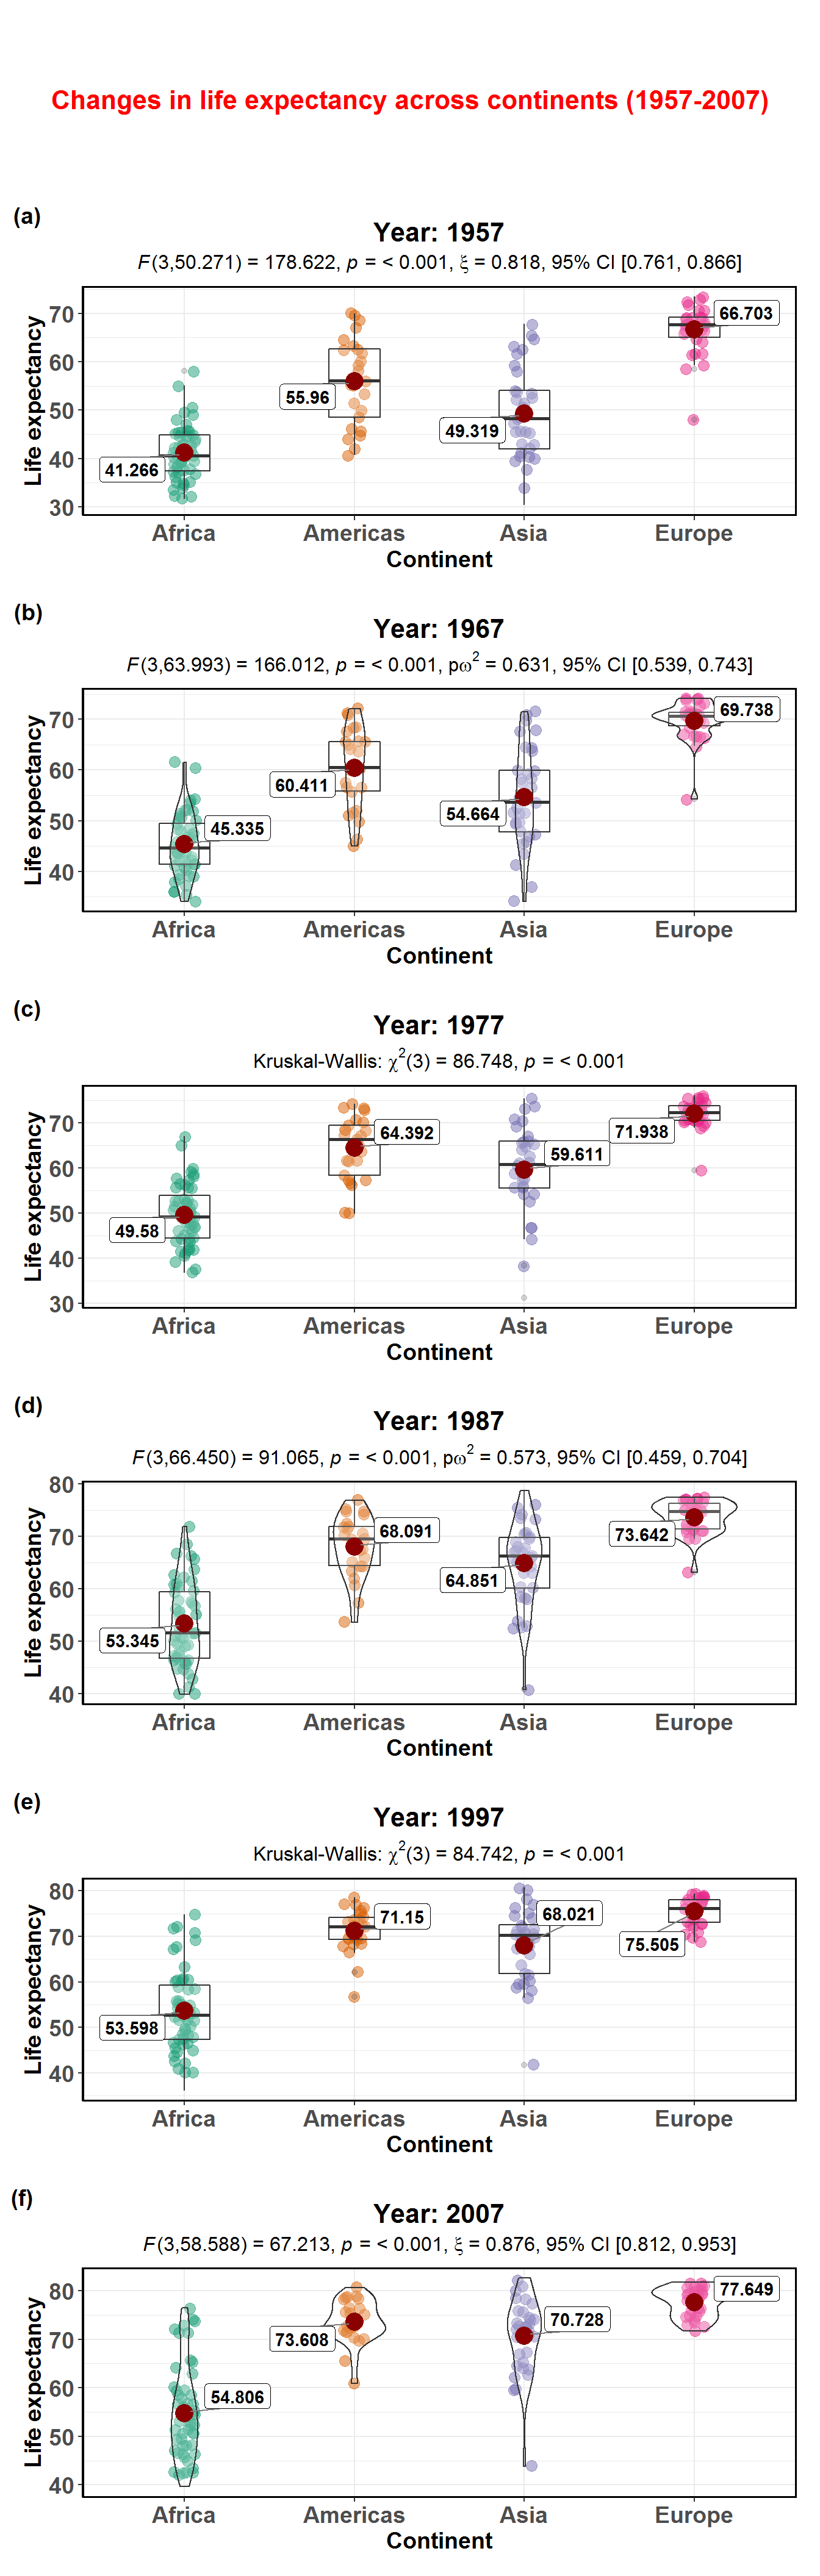 Changes in life expectancy across continents (1957-2007)
(a)
Year: 1957
F(3,50.271) = 178.622, p = < 0.001, ξ = 0.818, 95% CI [0.761, 0.866]
Life expectancy
70
60
50
40
30
41.266
55.96
49.319
66.703
Africa Americas Asia Europe
Continent
(b)
Year: 1967
F(3,63.993) = 166.012, p = < 0.001, pω² = 0.631, 95% CI [0.539, 0.743]
Life expectancy
70
60
50
40
45.335
60.411
54.664
69.738
Africa Americas Asia Europe
Continent
(c)
Year: 1977
Kruskal-Wallis: χ²(3) = 86.748, p = < 0.001
Life expectancy
70
60
50
40
30
49.58
64.392
59.611
71.938
Africa Americas Asia Europe
Continent
(d)
Year: 1987
F(3,66.450) = 91.065, p = < 0.001, pω² = 0.573, 95% CI [0.459, 0.704]
Life expectancy
80
70
60
50
40
53.345
68.091
64.851
73.642
Africa Americas Asia Europe
Continent
(e)
Year: 1997
Kruskal-Wallis: χ²(3) = 84.742, p = < 0.001
Life expectancy
80
70
60
50
40
53.598
71.15
68.021
75.505
Africa Americas Asia Europe
Continent
(f)
Year: 2007
F(3,58.588) = 67.213, p = < 0.001, ξ = 0.876, 95% CI [0.812, 0.953]
Life expectancy
80
70
60
50
40
54.806
73.608
70.728
77.649
Africa Americas Asia Europe
Continent